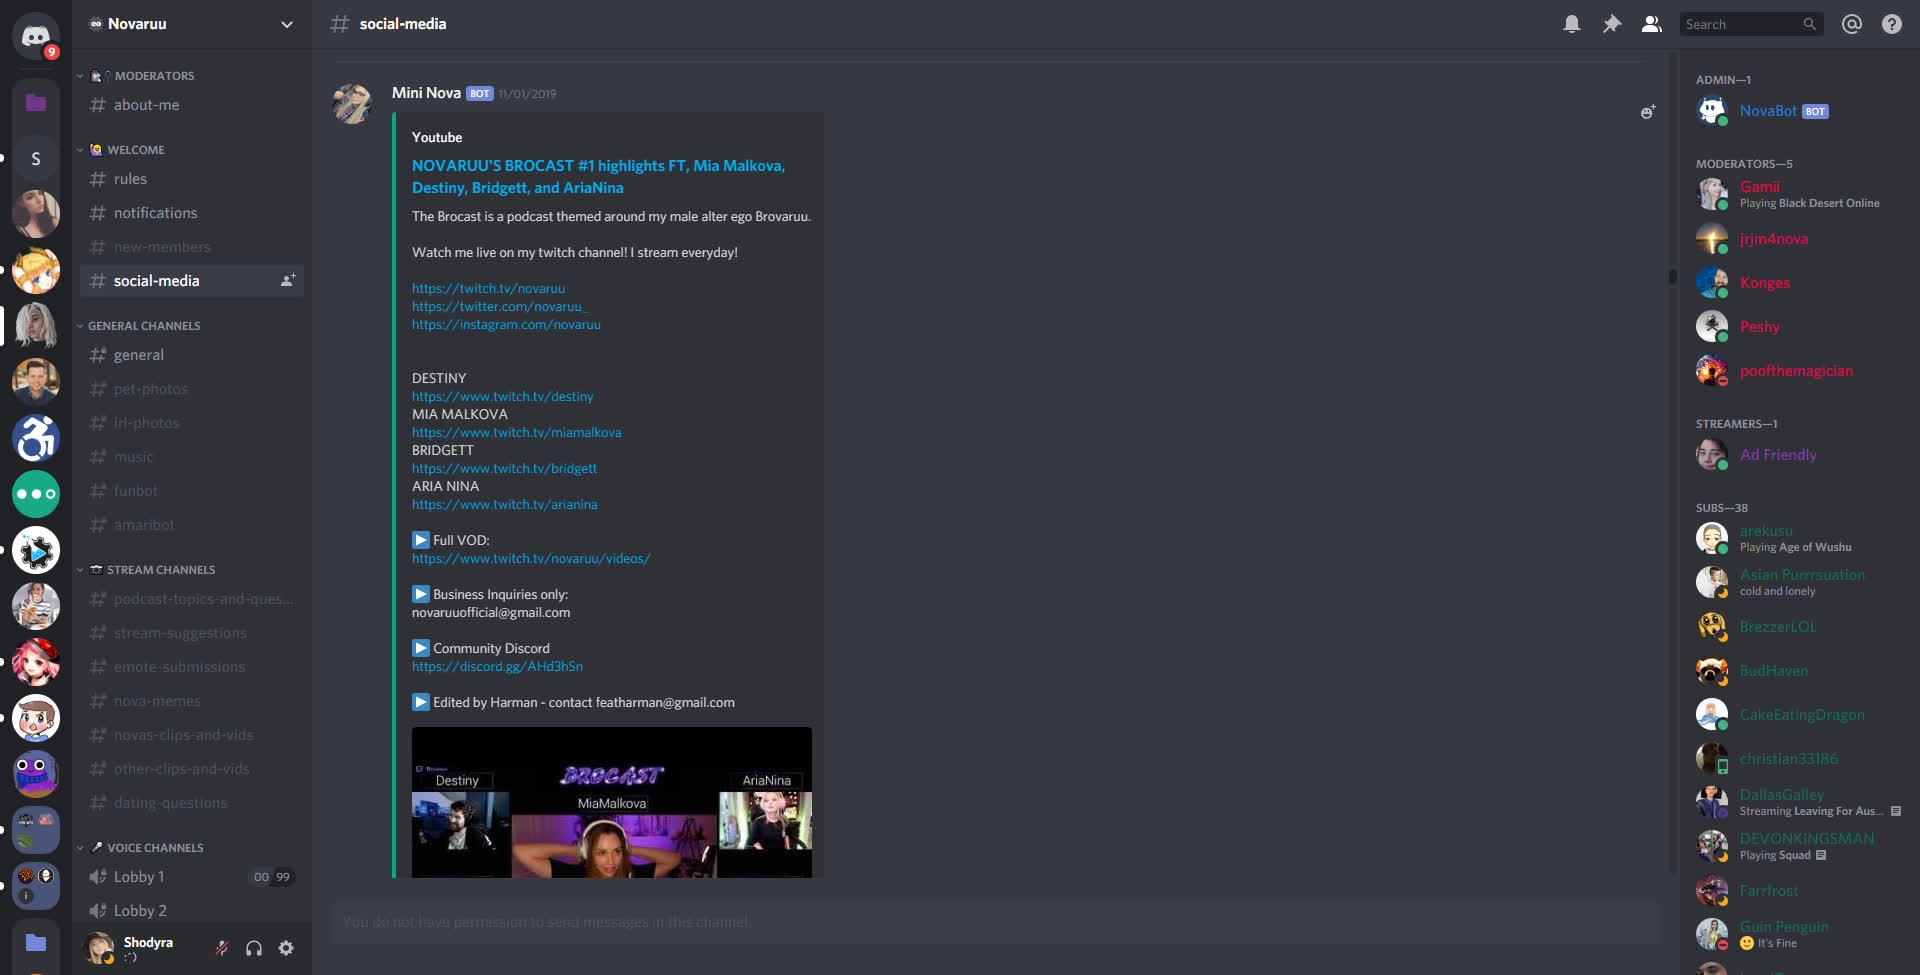 9
S
Novaruu
MODERATORS
about-me
WELCOME
rules
notifications
new-members
social-media
GENERAL CHANNELS
general
pet-photos
irl-photos
music
funbot
amaribot
STREAM CHANNELS
podcast-topics-and-ques...
stream-suggestions
emote-submissions
nova-memes
novas-clips-and-vids
other-clips-and-vids
dating-questions
VOICE CHANNELS
Lobby 1 00 99
Lobby 2
Shodyra
:^)
# social-media
Search
Mini Nova BOT 11/01/2019
Youtube
NOVARUU'S BROCAST #1 highlights FT, Mia Malkova,
Destiny, Bridgett, and AriaNina
The Brocast is a podcast themed around my male alter ego Brovaruu.
Watch me live on my twitch channel! I stream everyday!
https://twitch.tv/novaruu
https://twitter.com/novaruu_
https://instagram.com/novaruu
DESTINY
https://www.twitch.tv/destiny
MIA MALKOVA
https://www.twitch.tv/miamalkova
BRIDGETT
https://www.twitch.tv/bridgett
ARIA NINA
https://www.twitch.tv/arianina
▶ Full VOD:
https://www.twitch.tv/novaruu/videos/
▶ Business Inquiries only:
novaruuofficial@gmail.com
▶ Community Discord
https://discord.gg/AHd3hSn
▶ Edited by Harman - contact featharman@gmail.com
BROCAST
Destiny
AriaNina
MiaMalkova
You do not have permission to send messages in this channel.
ADMIN—1
NovaBot BOT
MODERATORS—5
Gamii
Playing Black Desert Online
jrjm4nova
Konges
Peshy
poofthemagician
STREAMERS—1
Ad Friendly
SUBS—38
arekusu
Playing Age of Wushu
Asian Purrrsuation
cold and lonely
BrezzerLOL
BudHaven
CakeEatingDragon
christian33186
DallasGalley
Streaming Leaving For Aus...
DEVONKINGSMAN
Playing Squad
Farrfrost
Guin Penguin
It's Fine